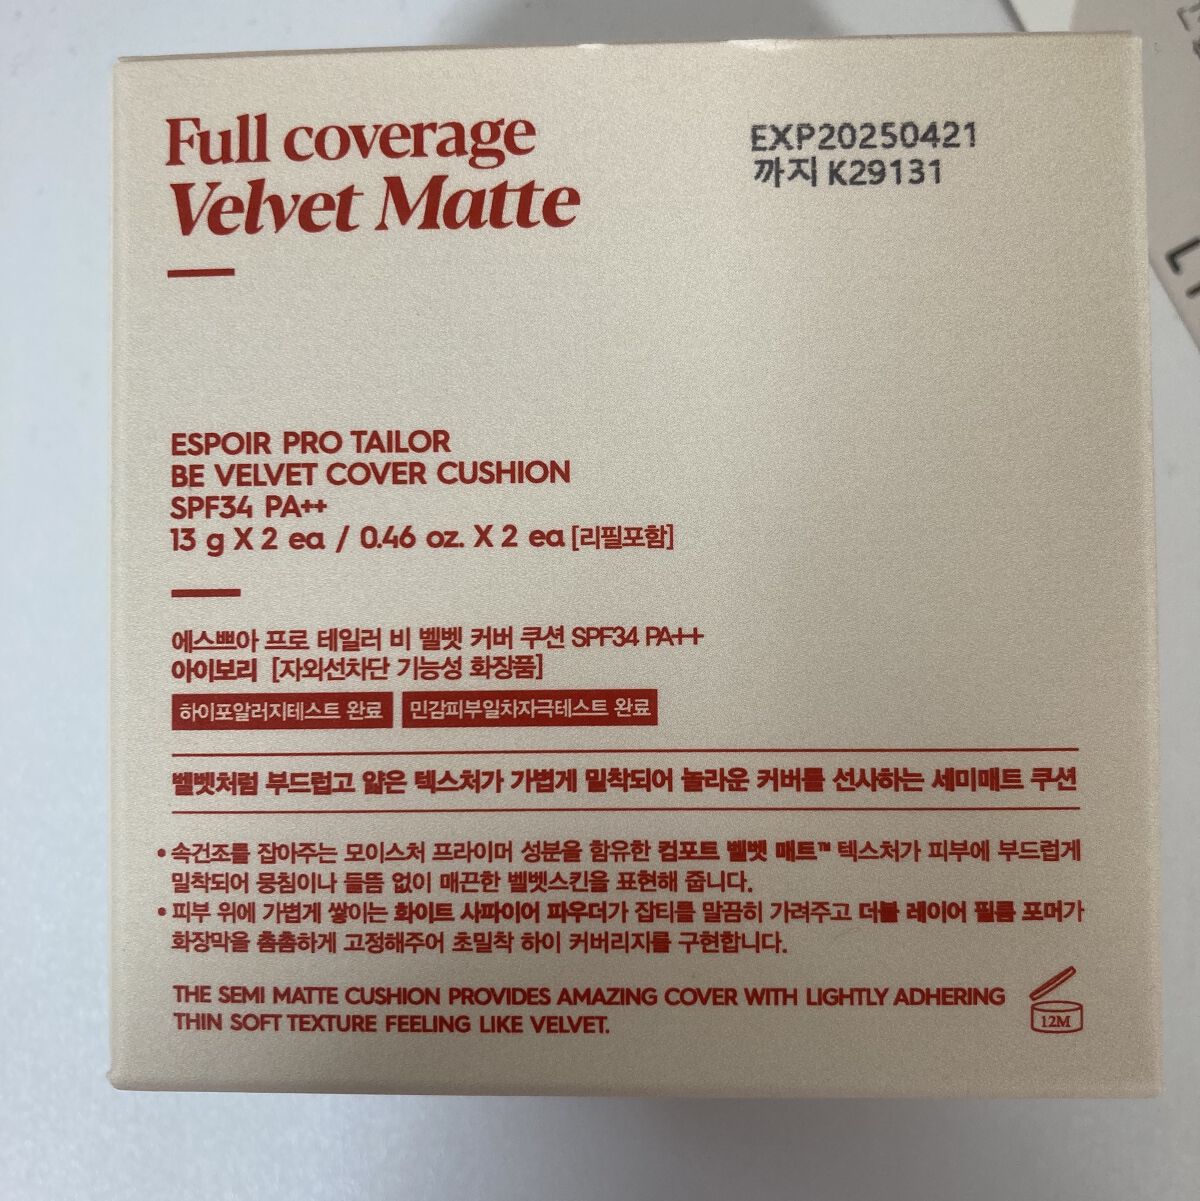 Full coverage
Velvet Matte
EXP20250421
까지 K29131
ESPOIR PRO TAILOR
BE VELVET COVER CUSHION
SPF34 PA++
13 g X 2 ea / 0.46 oz. X 2 ea [리필포함]
에스쁘아 프로 테일러 비 벨벳 커버 쿠션 SPF34 PA++
아이보리 [자외선차단 기능성 화장품]
하이포알러지테스트 완료 민감피부일차자극테스트 완료
벨벳처럼 부드럽고 얇은 텍스처가 가볍게 밀착되어 놀라운 커버를 선사하는 세미매트 쿠션
• 속건조를 잡아주는 모이스처 프라이머 성분을 함유한 컴포트 벨벳 매트™ 텍스처가 피부에 부드럽게
밀착되어 뭉침이나 들뜸 없이 매끈한 벨벳스킨을 표현해 줍니다.
• 피부 위에 가볍게 쌓이는 화이트 사파이어 파우더가 잡티를 말끔히 가려주고 더블 레이어 필름 포머가
화장막을 촘촘하게 고정해주어 초밀착 하이 커버리지를 구현합니다.
THE SEMI MATTE CUSHION PROVIDES AMAZING COVER WITH LIGHTLY ADHERING
THIN SOFT TEXTURE FEELING LIKE VELVET.
12M